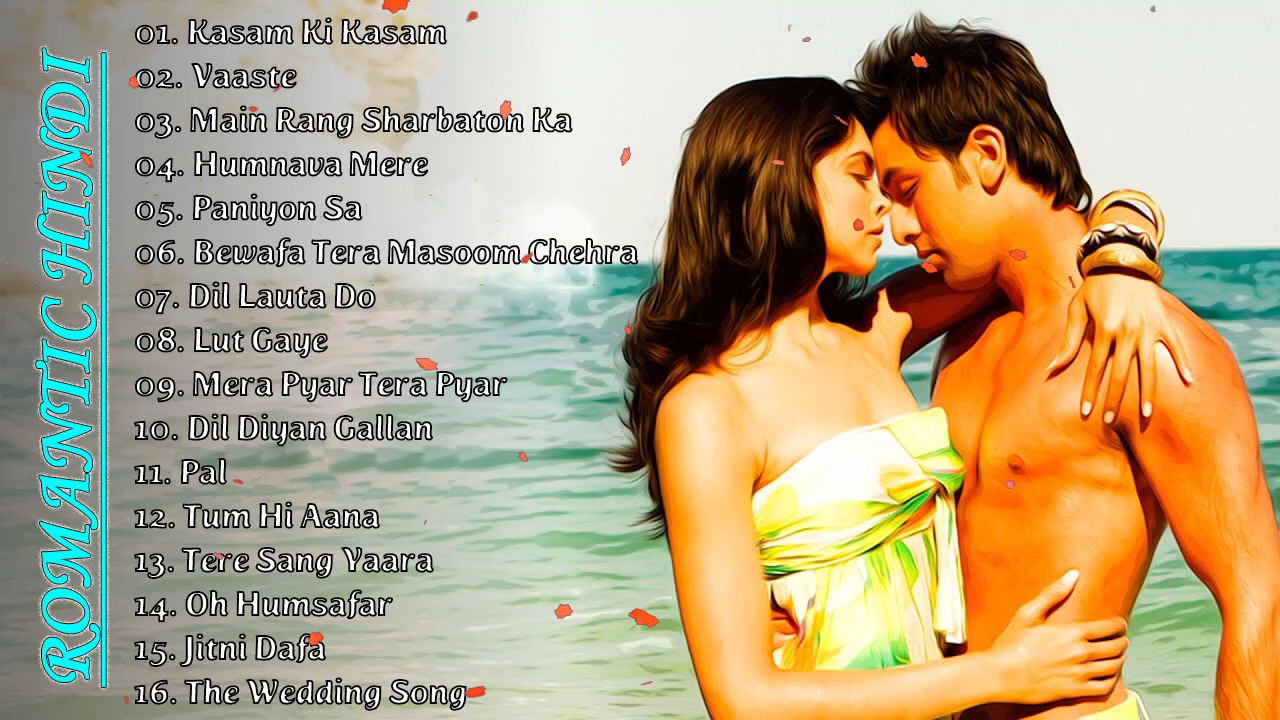 ROMANTİC HINDI
01. Kasam Ki Kasam
02. Vaaste
03. Main Rang Sharbaton Ka
04. Humnava Mere
05. Paniyon Sa
06. Bewafa Tera Masoom Chehra
07. Dil Lauta Do
08. Lut Gaye
09. Mera Pyar Tera Pyar
10. Dil Diyan Gallan
11. Pal
12. Tum Hi Aana
13. Tere Sang Yaara
14. Oh Humsafar
15. Jitni Dafa
16. The Wedding Song